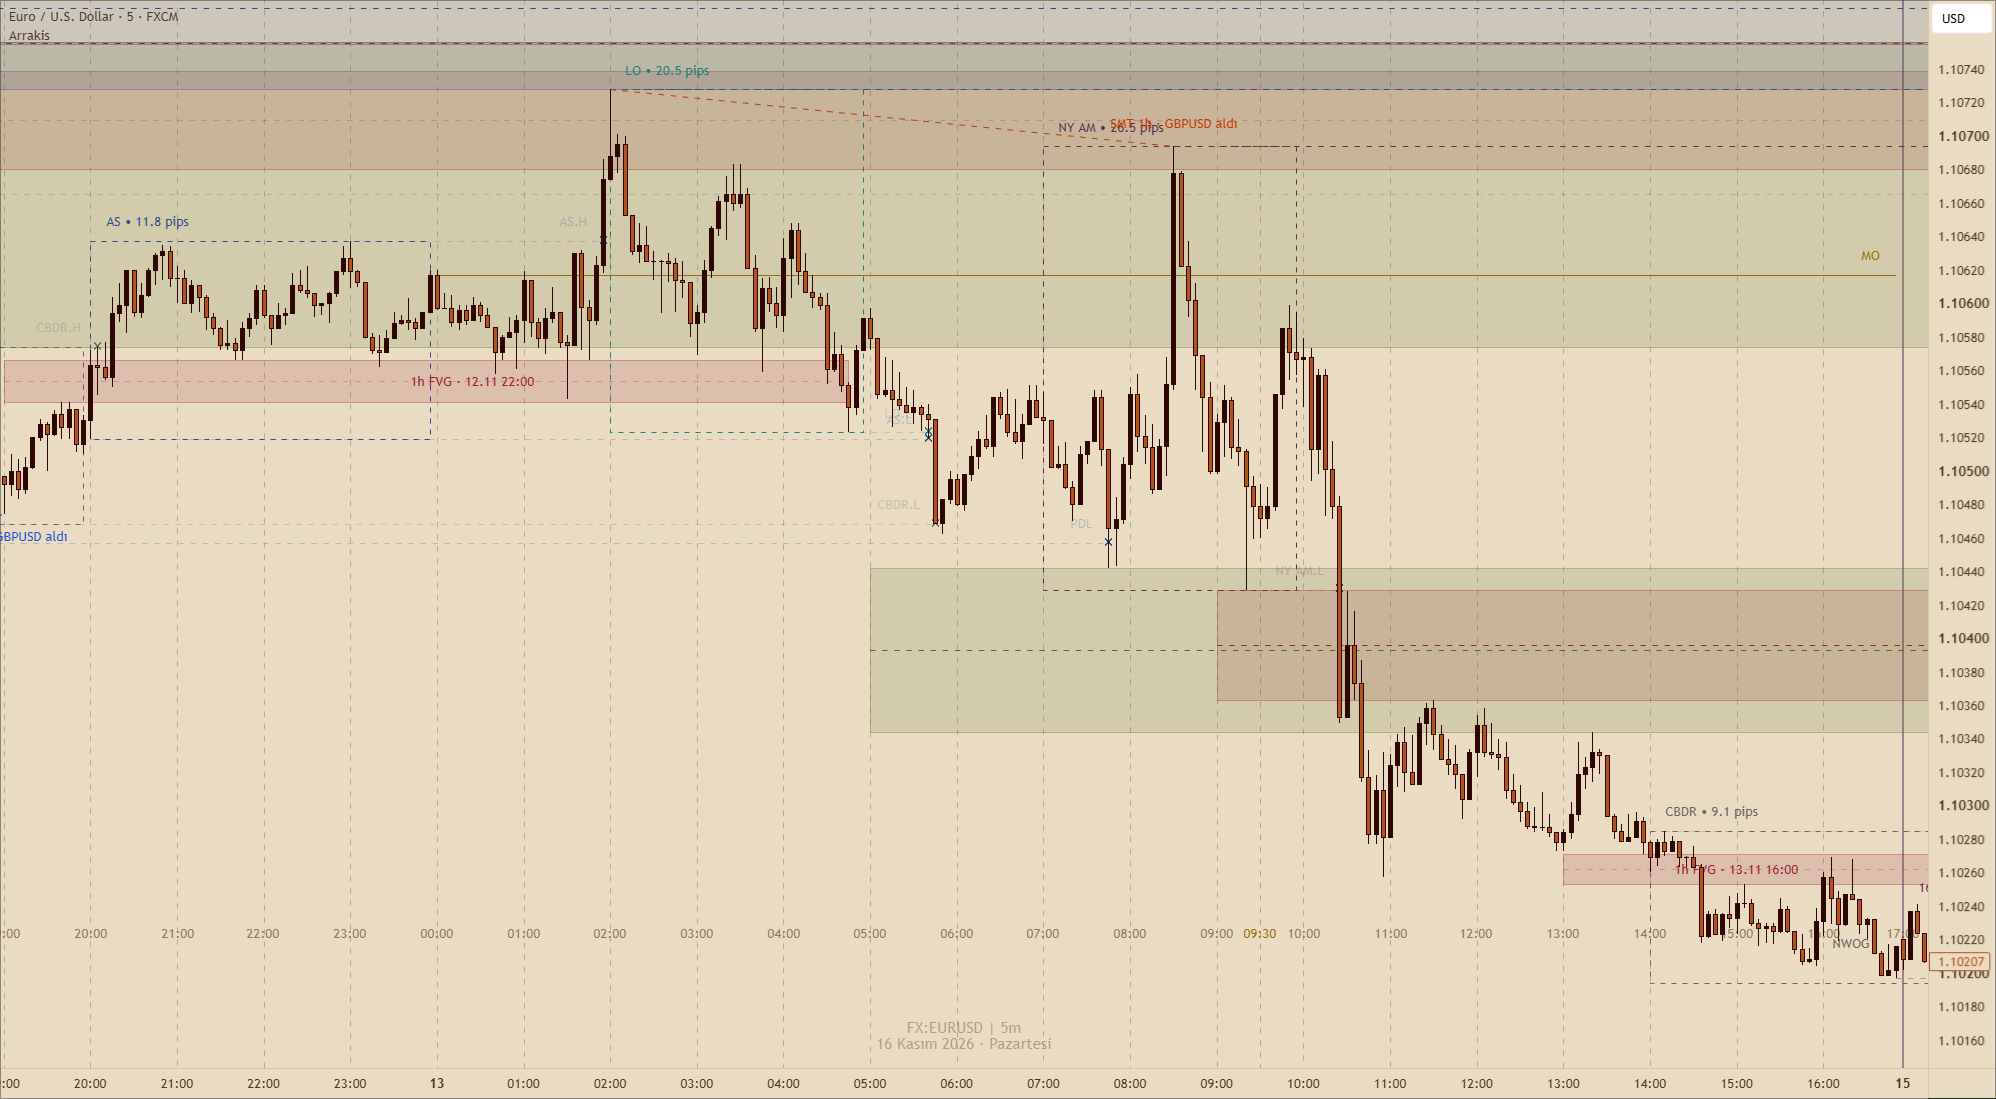 Euro / U.S. Dollar · 5 · FXCM
Arrakis
USD
LO • 20.5 pips
NY AM • 26.5 pips
SMT 1h · GBPUSD aldı
AS • 11.8 pips
AS.H
MO
CBDR.H
1h FVG · 12.11 22:00
AS.L
CBDR.L
PDL
GBPUSD aldı
NY AM.L
CBDR • 9.1 pips
1h FVG · 13.11 16:00
NWOG
1.10740
1.10720
1.10700
1.10680
1.10660
1.10640
1.10620
1.10600
1.10580
1.10560
1.10540
1.10520
1.10500
1.10480
1.10460
1.10440
1.10420
1.10400
1.10380
1.10360
1.10340
1.10320
1.10300
1.10280
1.10260
1.10240
1.10220
1.10207
1.10200
1.10180
1.10160
:00 20:00 21:00 22:00 23:00 00:00 01:00 02:00 03:00 04:00 05:00 06:00 07:00 08:00 09:00 09:30 10:00 11:00 12:00 13:00 14:00 15:00 16:00 17:00
FX:EURUSD | 5m
16 Kasım 2026 · Pazartesi
:00 20:00 21:00 22:00 23:00 13 01:00 02:00 03:00 04:00 05:00 06:00 07:00 08:00 09:00 10:00 11:00 12:00 13:00 14:00 15:00 16:00 15